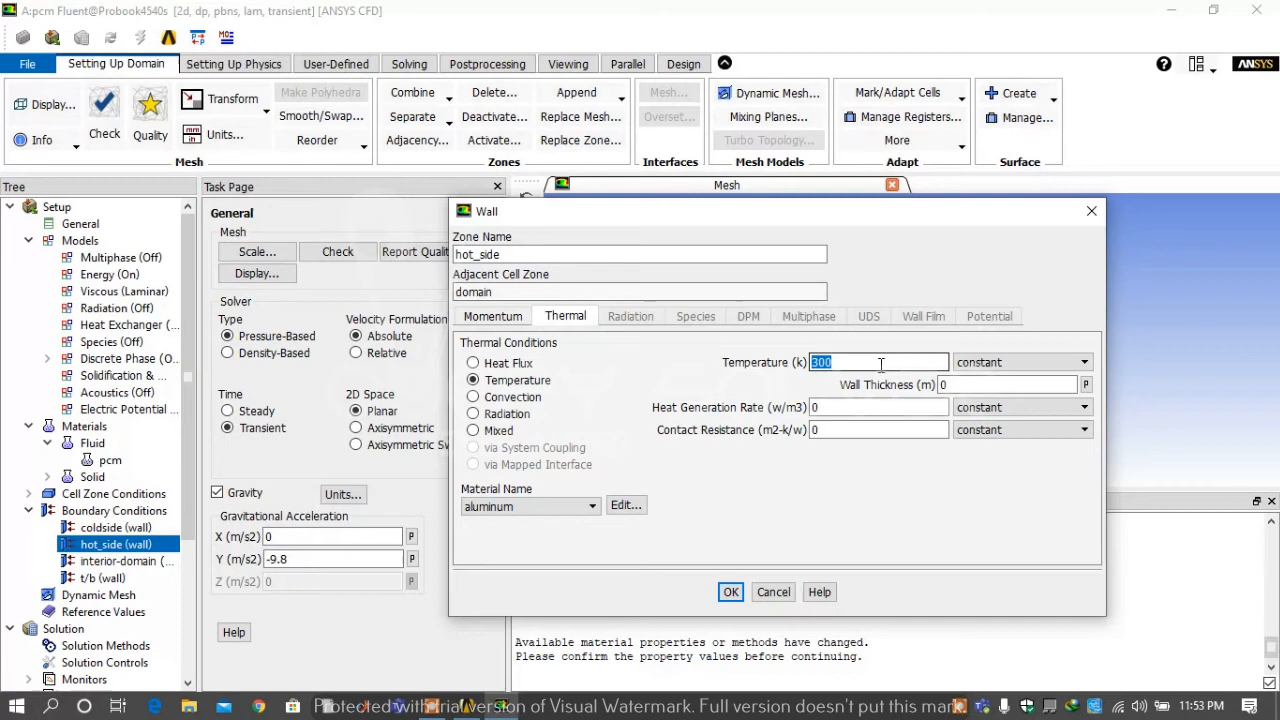 A:pcm Fluent@Probook4540s [2d, dp, pbns, lam, transient] [ANSYS CFD]
File
Setting Up Domain
Setting Up Physics
User-Defined
Solving
Postprocessing
Viewing
Parallel
Design
ANSYS
Display...
Info
Check
Quality
Transform
Units...
Make Polyhedra
Smooth/Swap...
Reorder
Mesh
Combine
Separate
Adjacency...
Delete...
Deactivate...
Activate...
Append
Replace Mesh...
Replace Zone...
Zones
Mesh...
Overset...
Interfaces
Dynamic Mesh...
Mixing Planes...
Turbo Topology...
Mesh Models
Mark/Adapt Cells
Manage Registers...
More
Adapt
Create
Manage...
Surface
Tree
Setup
General
Models
Multiphase (Off)
Energy (On)
Viscous (Laminar)
Radiation (Off)
Heat Exchanger (...
Species (Off)
Discrete Phase (O...
Solidification & ...
Acoustics (Off)
Electric Potential ...
Materials
Fluid
pcm
Solid
Cell Zone Conditions
Boundary Conditions
coldside (wall)
hot_side (wall)
interior-domain (...
t/b (wall)
Dynamic Mesh
Reference Values
Solution
Solution Methods
Solution Controls
Monitors
Task Page
General
Mesh
Scale...
Check
Report Quali
Display...
Solver
Type
Pressure-Based
Density-Based
Velocity Formulation
Absolute
Relative
Time
Steady
Transient
2D Space
Planar
Axisymmetric
Axisymmetric Sw
Gravity
Units...
Gravitational Acceleration
X (m/s2) 0 P
Y (m/s2) -9.8 P
Z (m/s2) 0 P
Help
Mesh
Wall
Zone Name
hot_side
Adjacent Cell Zone
domain
Momentum
Thermal
Radiation
Species
DPM
Multiphase
UDS
Wall Film
Potential
Thermal Conditions
Heat Flux
Temperature
Convection
Radiation
Mixed
via System Coupling
via Mapped Interface
Material Name
aluminum
Edit...
Temperature (k) 300 constant
Wall Thickness (m) 0 P
Heat Generation Rate (w/m3) 0 constant
Contact Resistance (m2-k/w) 0 constant
OK
Cancel
Help
Available material properties or methods have changed.
Please confirm the property values before continuing.
Protected with trial version of Visual Watermark. Full version doesn't put this mark.
11:53 PM